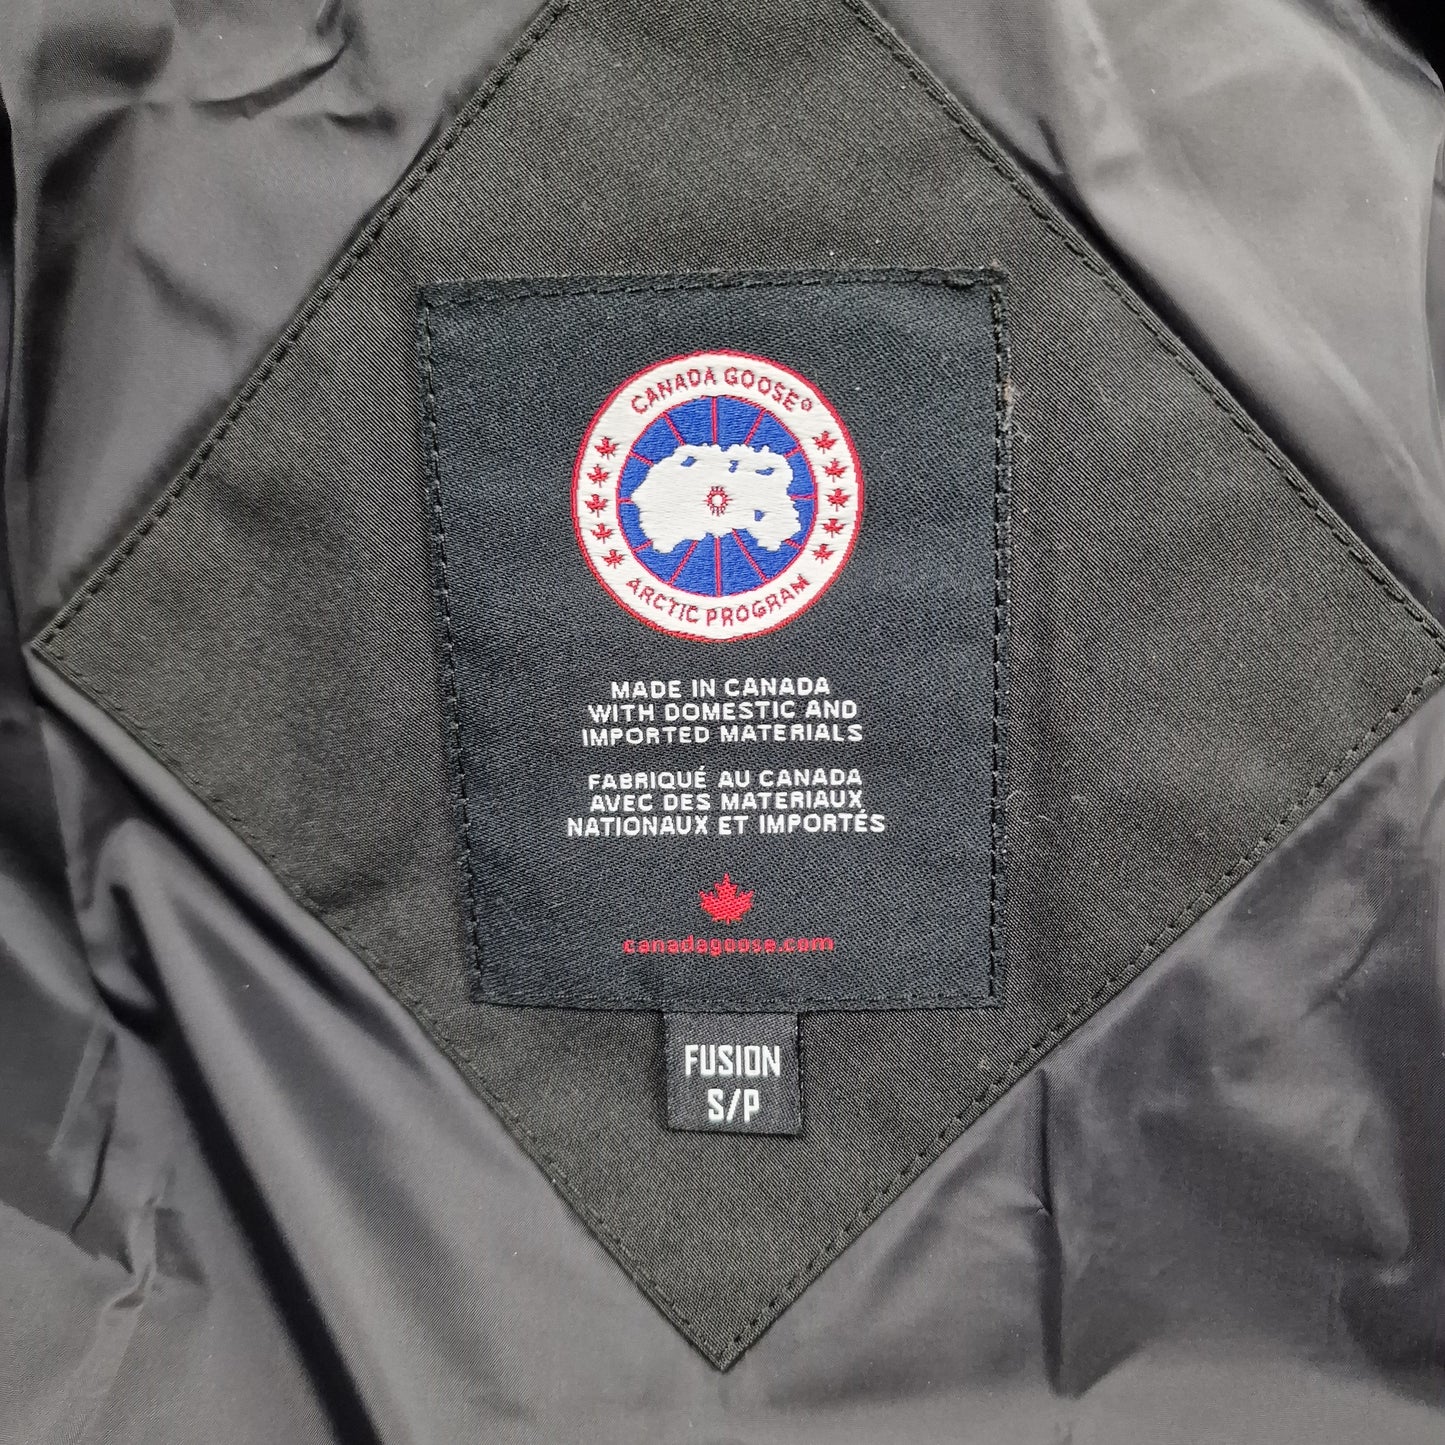 CANADA GOOSE®
ARCTIC PROGRAM
MADE IN CANADA
WITH DOMESTIC AND
IMPORTED MATERIALS
FABRIQUÉ AU CANADA
AVEC DES MATERIAUX
NATIONAUX ET IMPORTÉS
canadagoose.com
FUSION
S/P